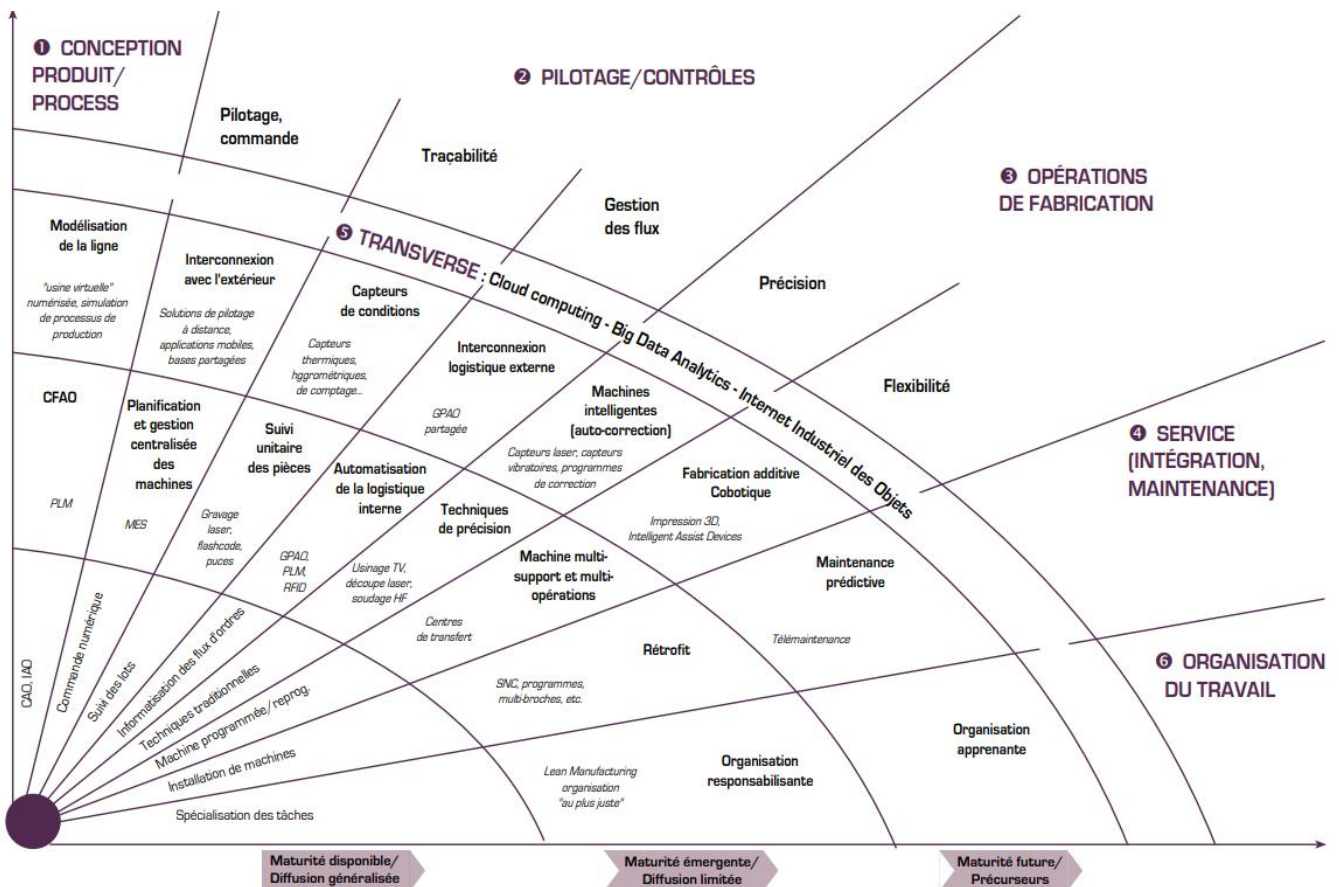 ❶ CONCEPTION
PRODUIT/
PROCESS
Pilotage,
commande
❷ PILOTAGE/CONTRÔLES
Traçabilité
Gestion
des flux
❸ OPÉRATIONS
DE FABRICATION
Précision
Flexibilité
❹ SERVICE
(INTÉGRATION,
MAINTENANCE)
❺ TRANSVERSE : Cloud computing - Big Data Analytics - Internet Industriel des Objets
❻ ORGANISATION
DU TRAVAIL
Modélisation
de la ligne
"usine virtuelle"
numérisée, simulation
de processus de
production
Interconnexion
avec l'extérieur
Solutions de pilotage
à distance,
applications mobiles,
bases partagées
Capteurs
de conditions
Capteurs
thermiques,
hggrométriques,
de comptage...
Interconnexion
logistique externe
GPAO
partagée
Machines
intelligentes
(auto-correction)
Capteurs laser, capteurs
vibratoires, programmes
de correction
Fabrication additive
Cobotique
Impression 3D,
Intelligent Assist Devices
Maintenance
prédictive
Télémaintenance
Organisation
apprenante
CFAO
PLM
Planification
et gestion
centralisée
des
machines
MES
Suivi
unitaire
des pièces
Gravage
laser,
flashcode,
puces
Automatisation
de la logistique
interne
GPAO,
PLM,
RFID
Techniques
de précision
Usinage TV,
découpe laser,
soudage HF
Machine multi-
support et multi-
opérations
Centres
de transfert
Rétrofit
SNC, programmes,
multi-broches, etc.
Organisation
responsabilisante
Lean Manufacturing
organisation
"au plus juste"
CAO, IAO
Commande numérique
Suivi des lots
Informatisation des flux d'ordres
Techniques traditionnelles
Machine programmée/reprog.
Installation de machines
Spécialisation des tâches
Maturité disponible/
Diffusion généralisée
Maturité émergente/
Diffusion limitée
Maturité future/
Précurseurs